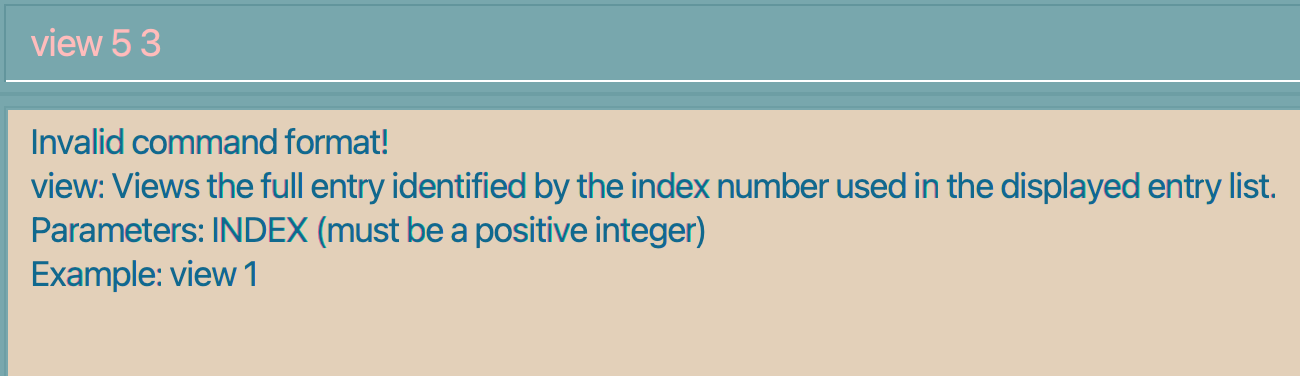 view 5 3
Invalid command format!
view: Views the full entry identified by the index number used in the displayed entry list.
Parameters: INDEX (must be a positive integer)
Example: view 1